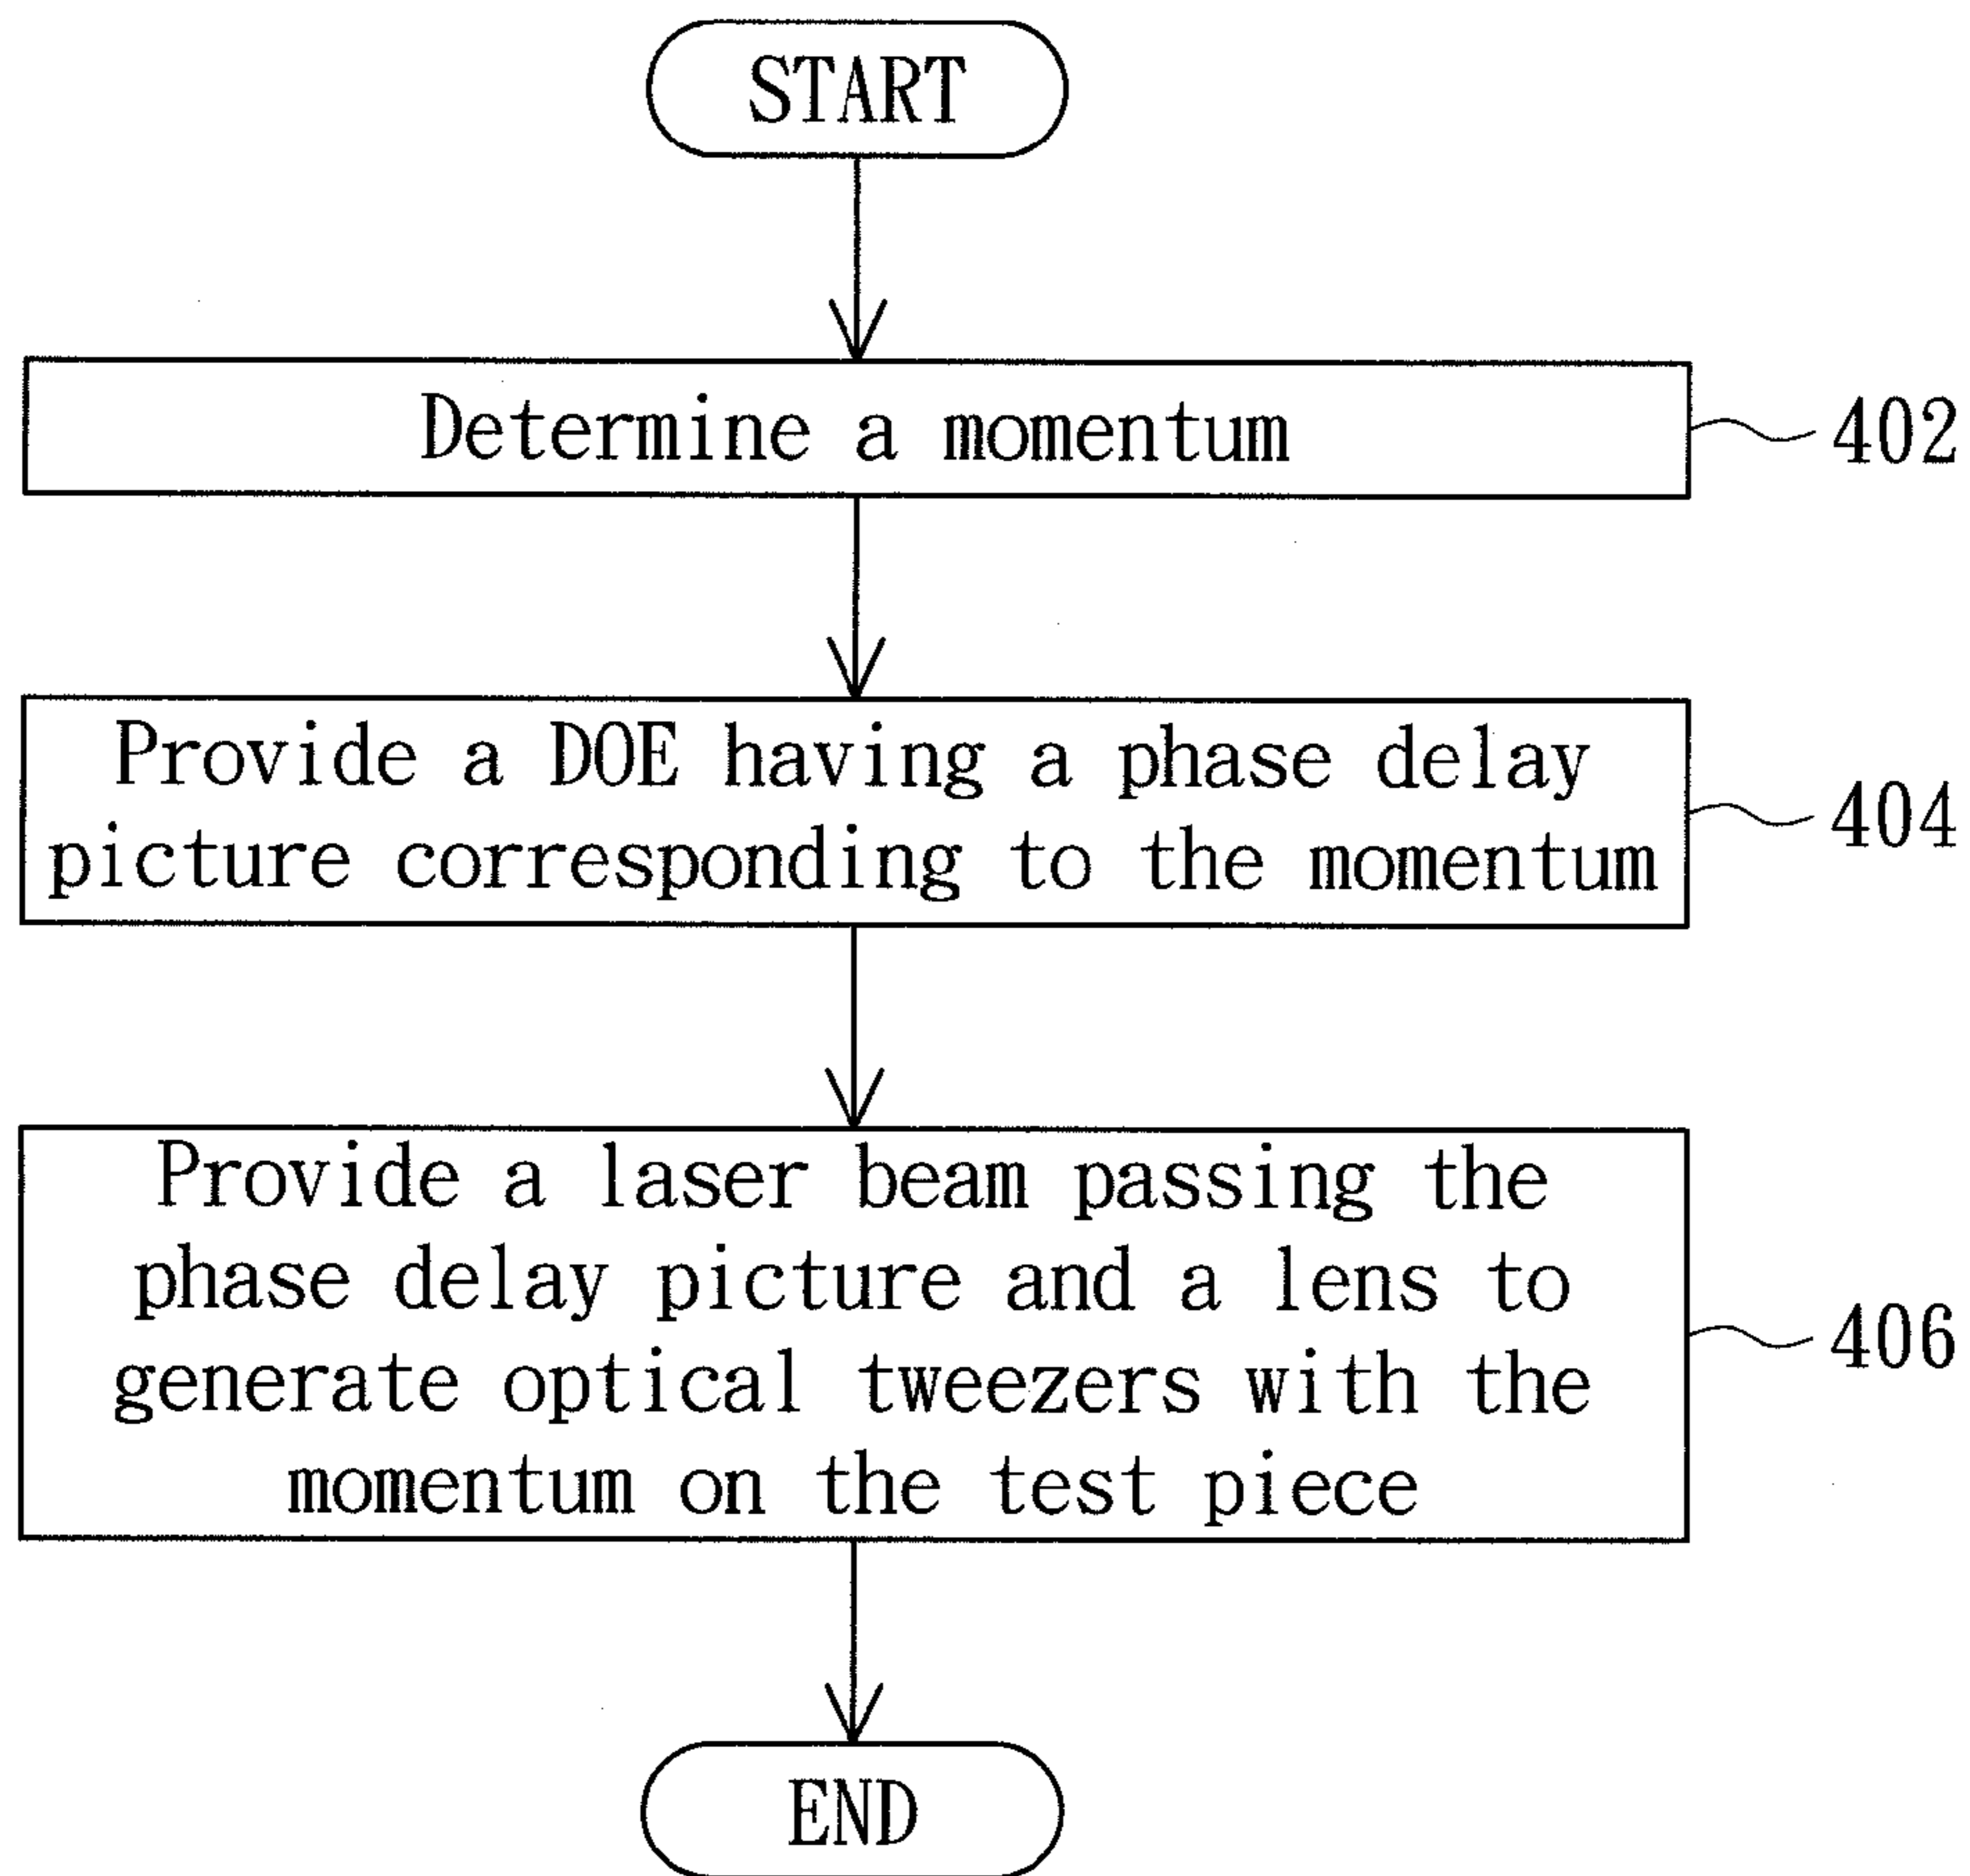 START
Determine a momentum
402
Provide a DOE having a phase delay
picture corresponding to the momentum
404
Provide a laser beam passing the
phase delay picture and a lens to
generate optical tweezers with the
momentum on the test piece
406
END